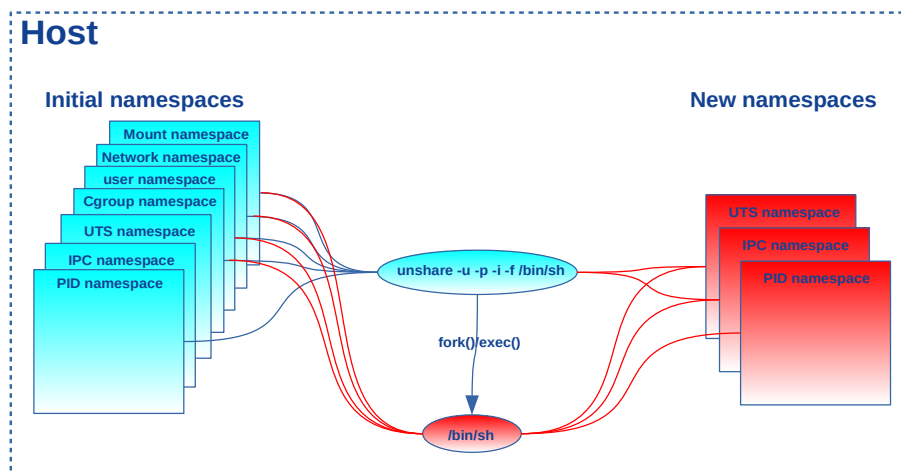 Host
Initial namespaces
New namespaces
Mount namespace
Network namespace
user namespace
Cgroup namespace
UTS namespace
IPC namespace
PID namespace
unshare -u -p -i -f /bin/sh
fork()/exec()
/bin/sh
UTS namespace
IPC namespace
PID namespace